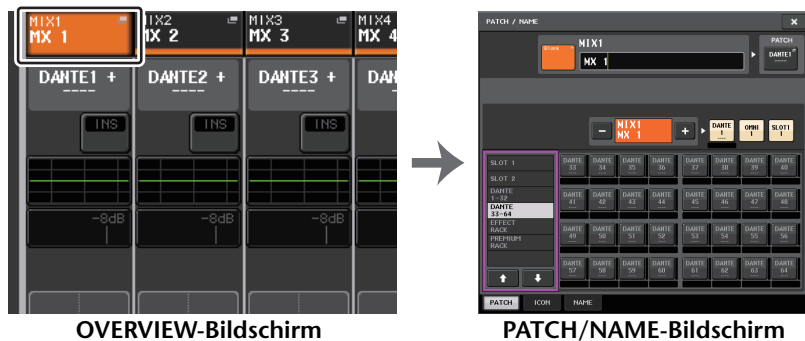 MIX1 MIX2 MIX3 MIX4
MX 1 MX 2 MX 3 MX 4
DANTE1 + DANTE2 + DANTE3 + DAN
INS INS INS
-8dB -8dB -8dB
OVERVIEW-Bildschirm
PATCH / NAME
MIX1
MX 1
Blank
PATCH
DANTE1
MIX1
MX 1
DANTE 1
OMNI 1
SLOT1 1
SLOT 1
SLOT 2
DANTE 1-32
DANTE 33-64
EFFECT RACK
PREMIUM RACK
DANTE 33 DANTE 34 DANTE 35 DANTE 36 DANTE 37 DANTE 38 DANTE 39 DANTE 40
DANTE 41 DANTE 42 DANTE 43 DANTE 44 DANTE 45 DANTE 46 DANTE 47 DANTE 48
DANTE 49 DANTE 50 DANTE 51 DANTE 52 DANTE 53 DANTE 54 DANTE 55 DANTE 56
DANTE 57 DANTE 58 DANTE 59 DANTE 60 DANTE 61 DANTE 62 DANTE 63 DANTE 64
PATCH ICON NAME
PATCH/NAME-Bildschirm